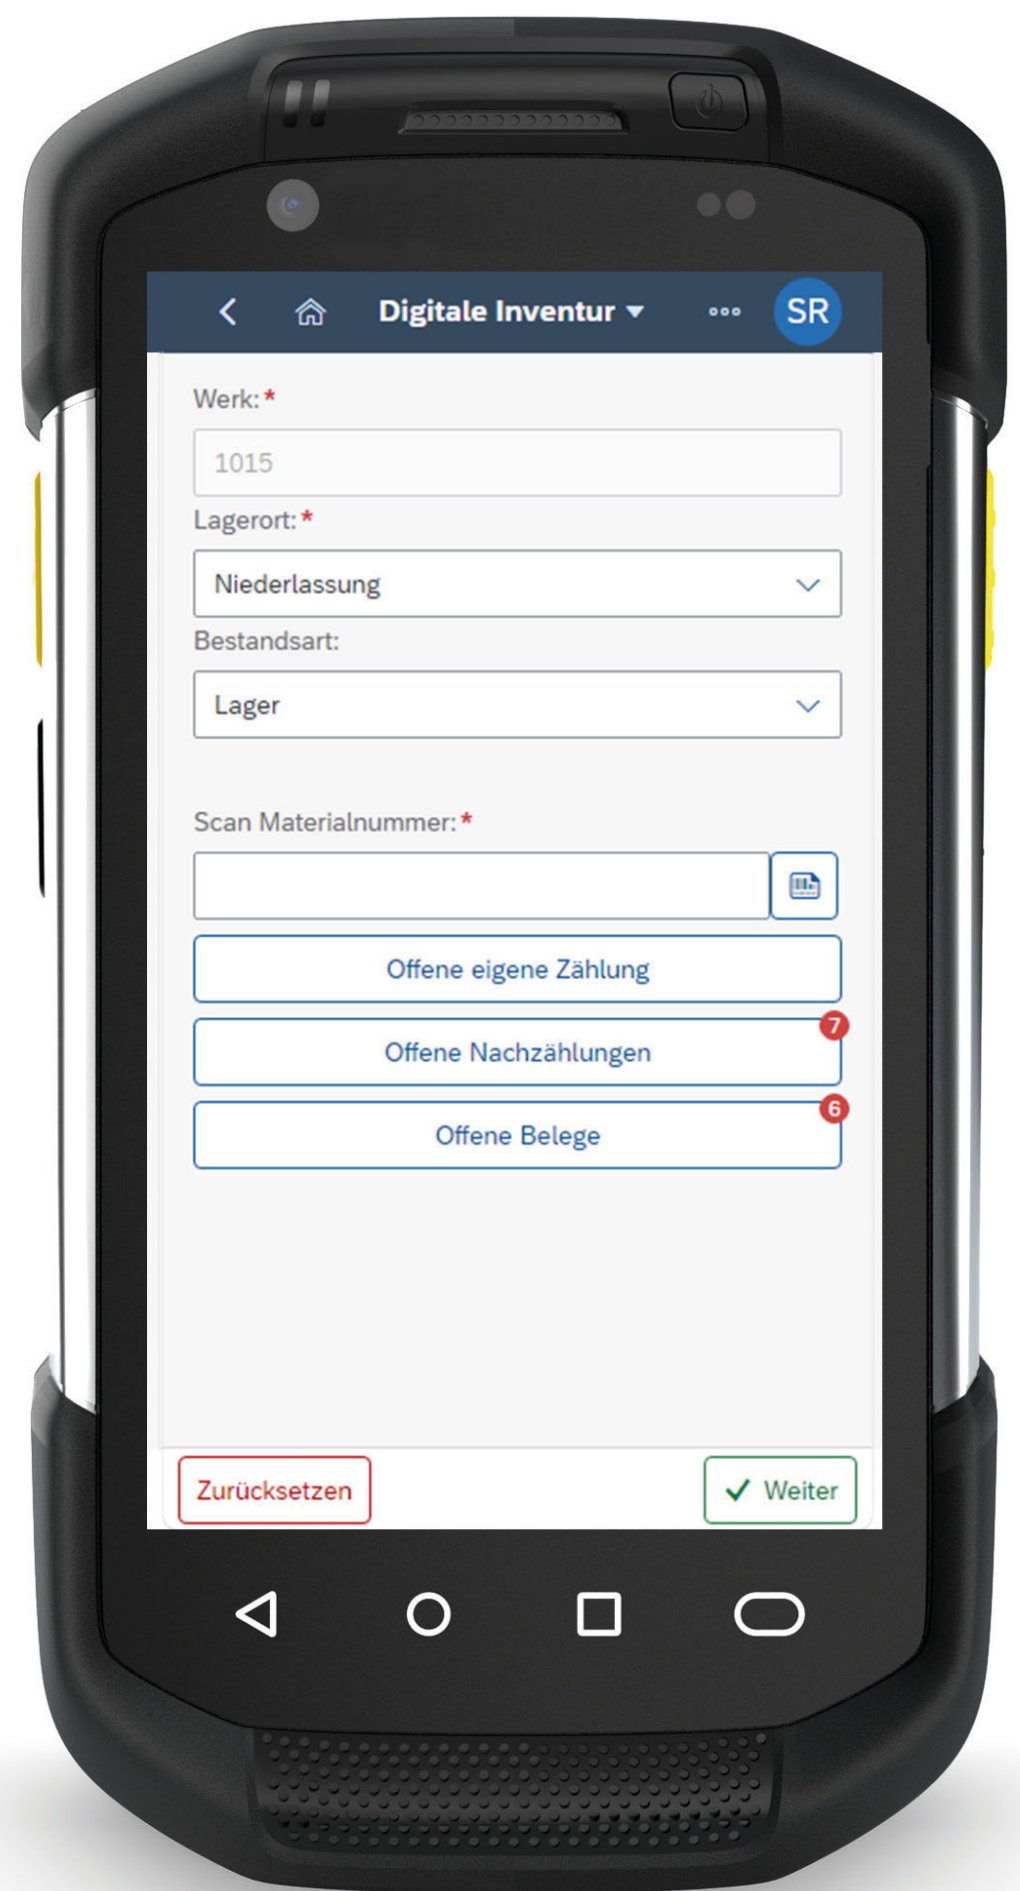 Digitale Inventur
SR
Werk:*
1015
Lagerort:*
Niederlassung
Bestandsart:
Lager
Scan Materialnummer:*
Offene eigene Zählung
7
Offene Nachzählungen
6
Offene Belege
Zurücksetzen
Weiter